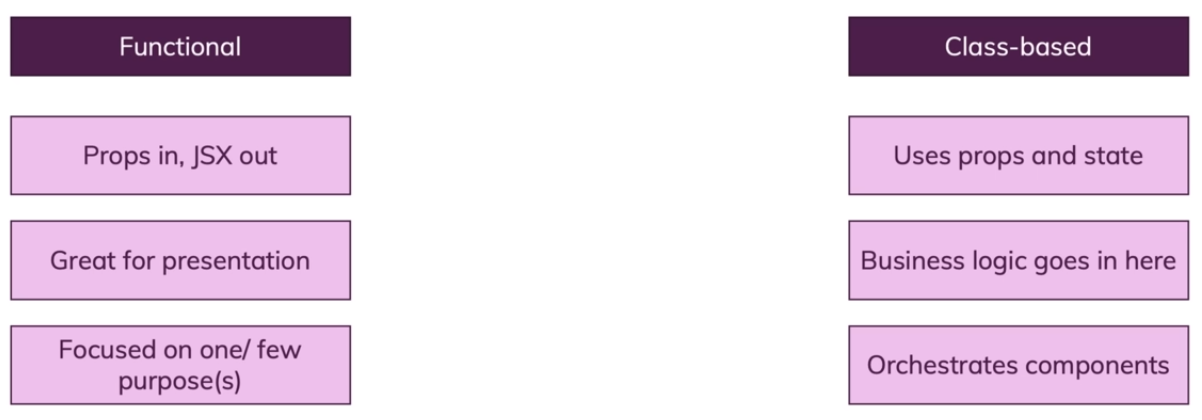 Functional
Class-based
Props in, JSX out
Uses props and state
Great for presentation
Business logic goes in here
Focused on one/ few
purpose(s)
Orchestrates components